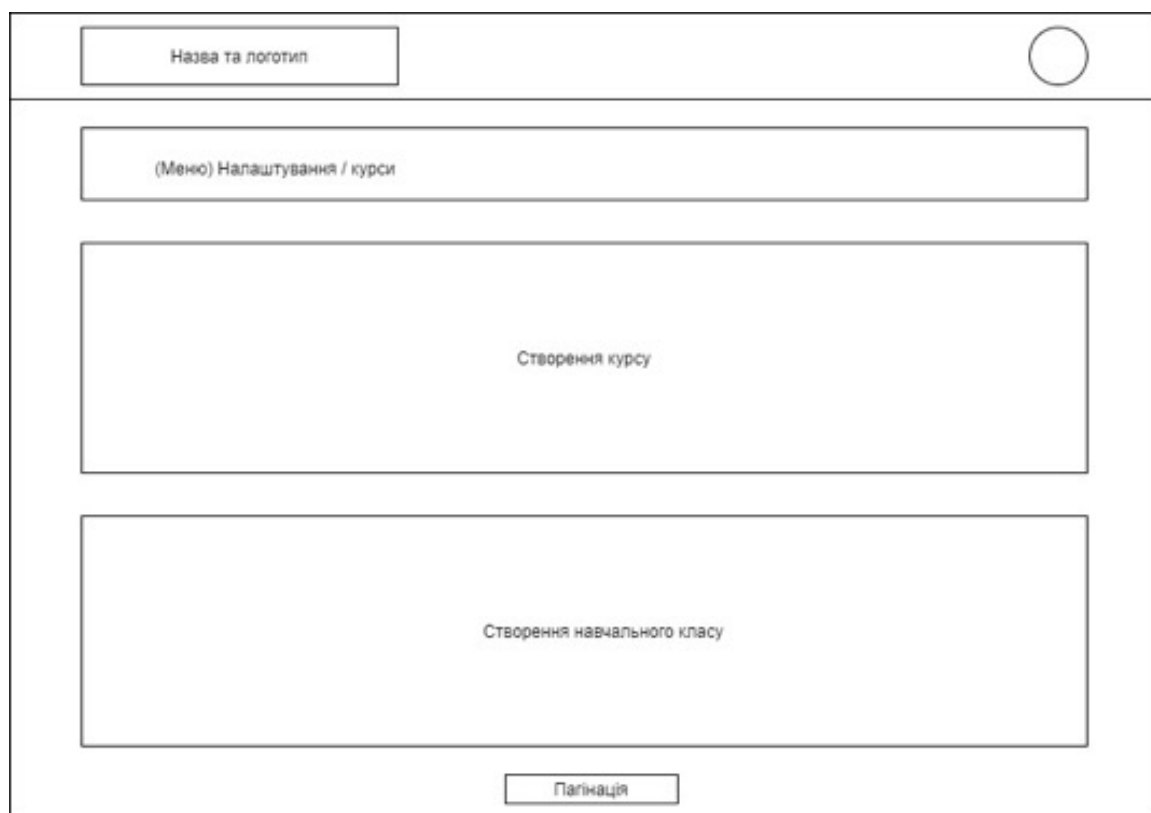 Назва та логотип
(Меню) Налаштування / курси
Створення курсу
Створення навчального класу
Пагінація